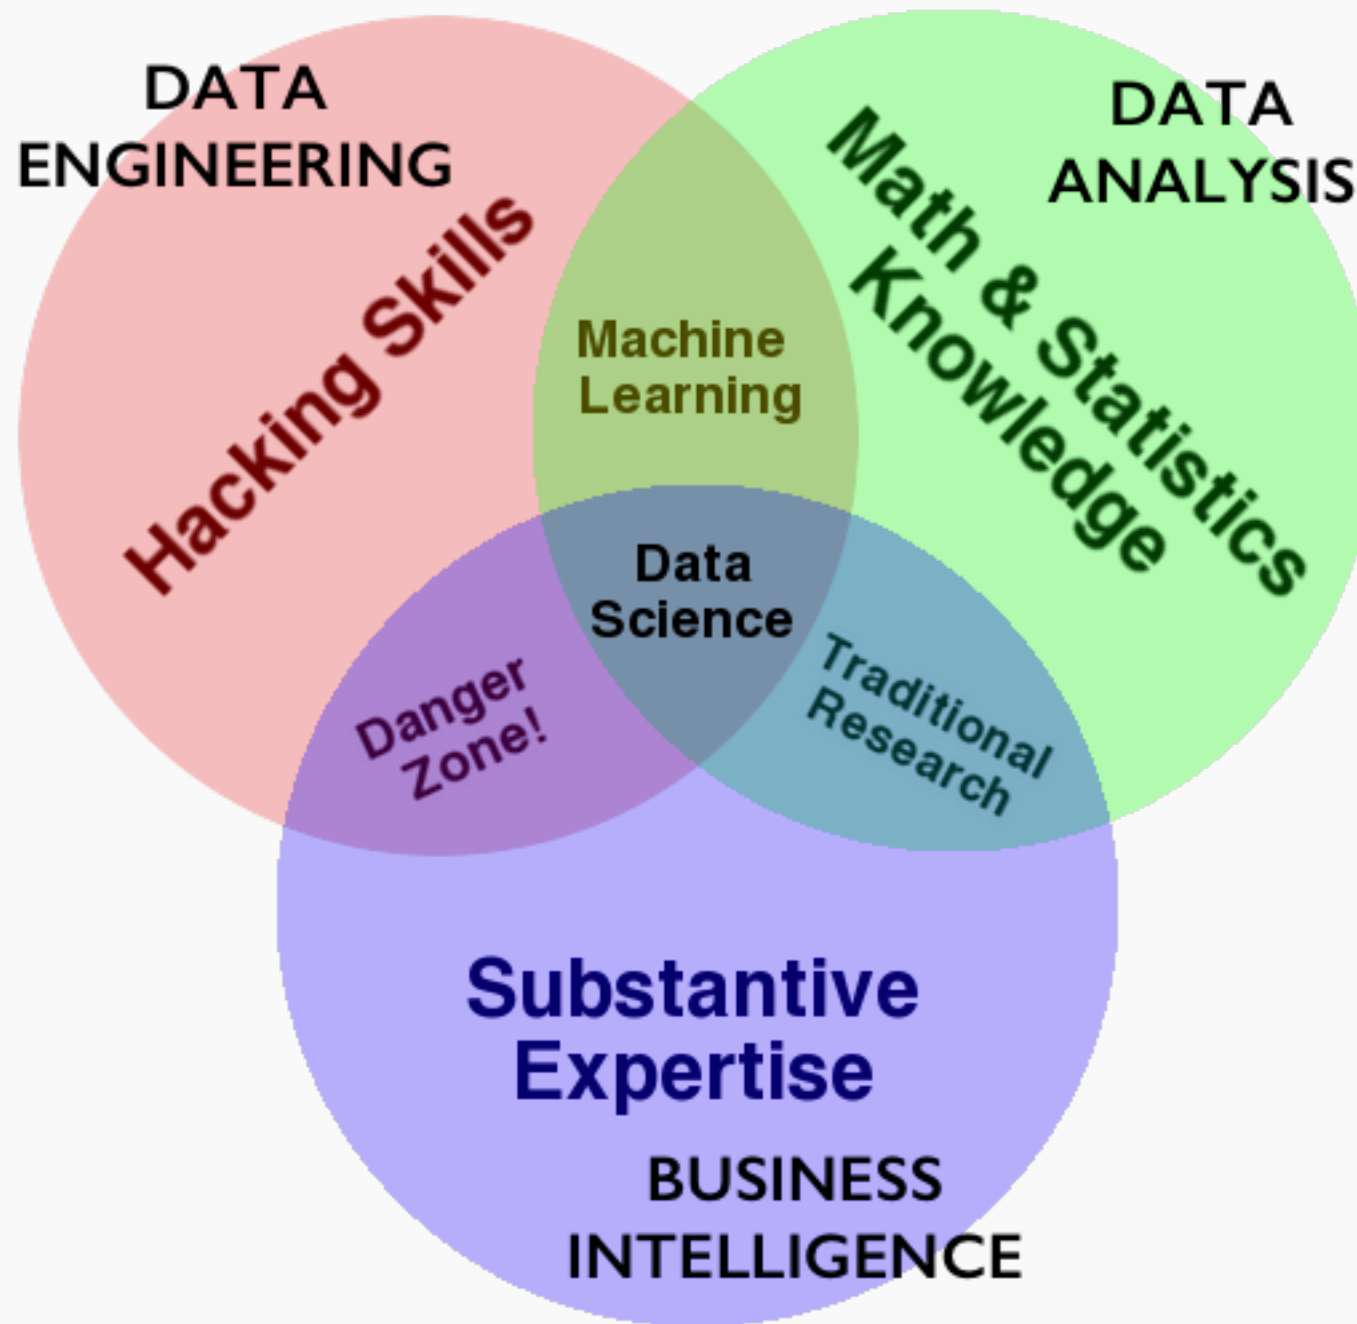 DATA
ENGINEERING
DATA
ANALYSIS
Hacking Skills
Math & Statistics
Knowledge
Machine
Learning
Data
Science
Danger
Zone!
Traditional
Research
Substantive
Expertise
BUSINESS
INTELLIGENCE